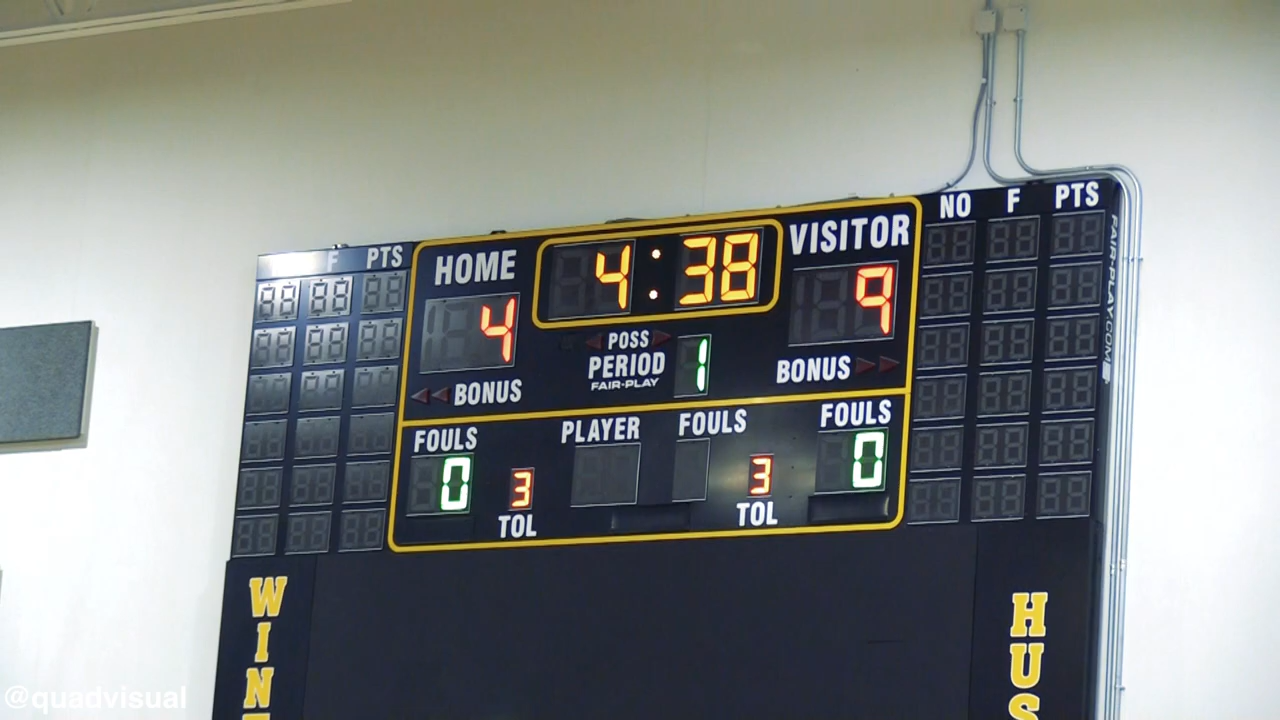 NO F PTS
F PTS
HOME 4:38 VISITOR
4 9
POSS
PERIOD 1
FAIR-PLAY
BONUS BONUS
FOULS PLAYER FOULS FOULS
0 3 3 0
TOL TOL
FAIR-PLAY.COM
WIN
HUS
@quadvisual